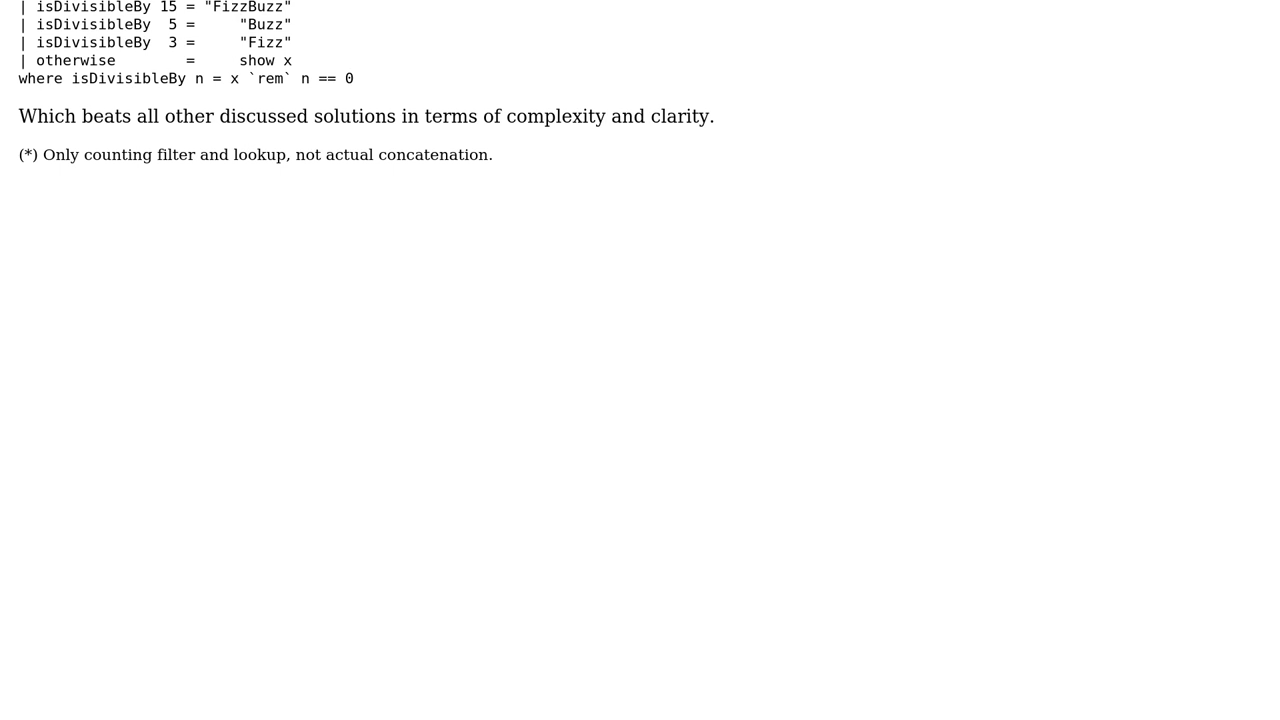 | isDivisibleBy 15 = "FizzBuzz"
| isDivisibleBy  5 =     "Buzz"
| isDivisibleBy  3 =     "Fizz"
| otherwise        =     show x
where isDivisibleBy n = x `rem` n == 0
Which beats all other discussed solutions in terms of complexity and clarity.
(*) Only counting filter and lookup, not actual concatenation.